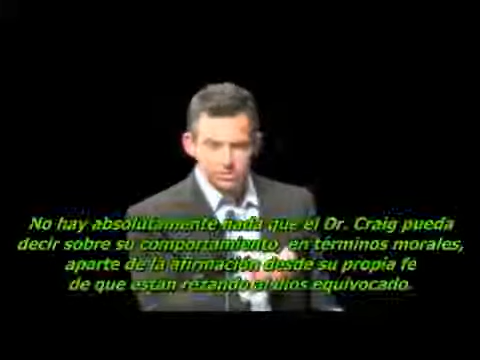 No hay absolutamente nada que el Dr. Craig pueda
decir sobre su comportamiento, en términos morales,
aparte de la afirmación desde su propia fe
de que están rezando al dios equivocado